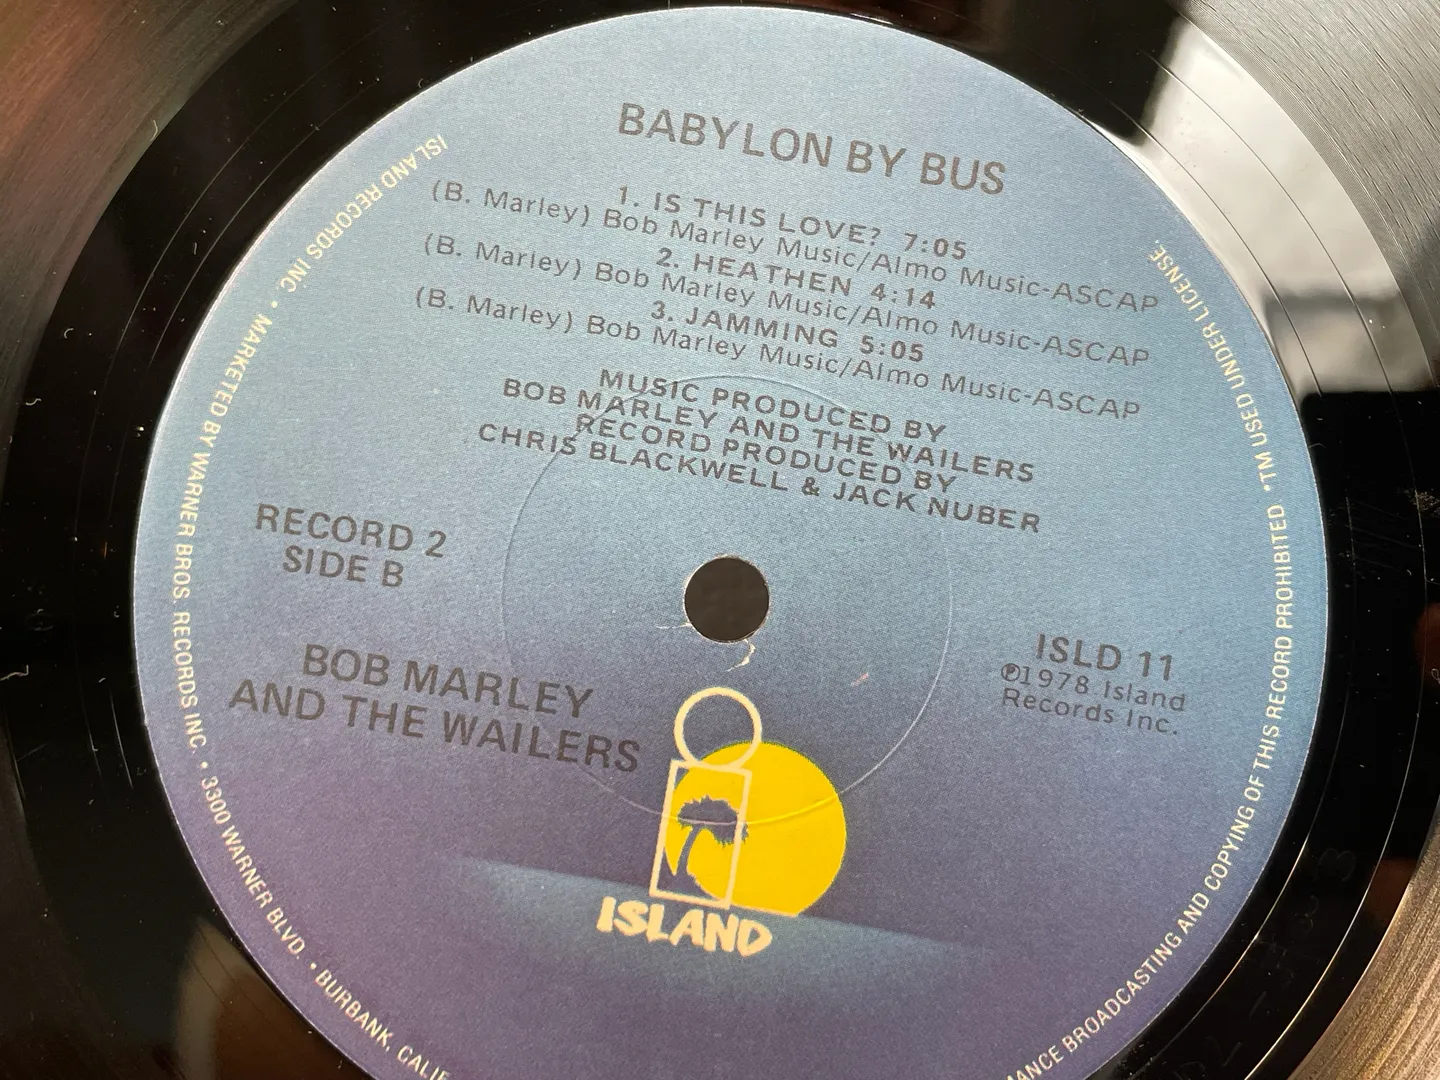 BABYLON BY BUS
1. IS THIS LOVE? 7:05
(B. Marley) Bob Marley Music/Almo Music-ASCAP
2. HEATHEN 4:14
(B. Marley) Bob Marley Music/Almo Music-ASCAP
3. JAMMING 5:05
(B. Marley) Bob Marley Music/Almo Music-ASCAP
MUSIC PRODUCED BY
BOB MARLEY AND THE WAILERS
RECORD PRODUCED BY
CHRIS BLACKWELL & JACK NUBER
RECORD 2
SIDE B
BOB MARLEY
AND THE WAILERS
ISLD 11
℗1978 Island
Records Inc.
ISLAND
ISLAND RECORDS INC. • MARKETED BY WARNER BROS. RECORDS INC. • 3300 WARNER BLVD. • BURBANK, CALIF
MANCE BROADCASTING AND COPYING OF THIS RECORD PROHIBITED •TM USED UNDER LICENSE.